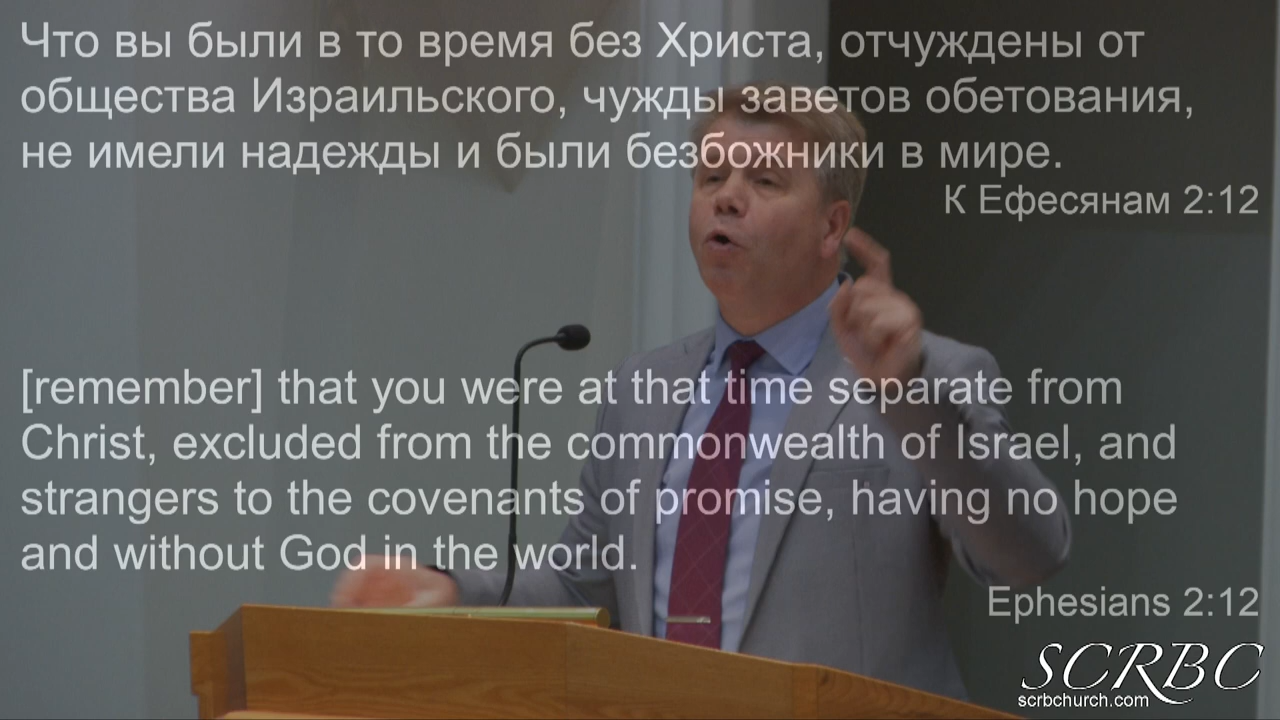 Что вы были в то время без Христа, отчуждены от
общества Израильского, чужды заветов обетования,
не имели надежды и были безбожники в мире.
К Ефесянам 2:12
[remember] that you were at that time separate from
Christ, excluded from the commonwealth of Israel, and
strangers to the covenants of promise, having no hope
and without God in the world.
Ephesians 2:12
SCRBC
scrbchurch.com